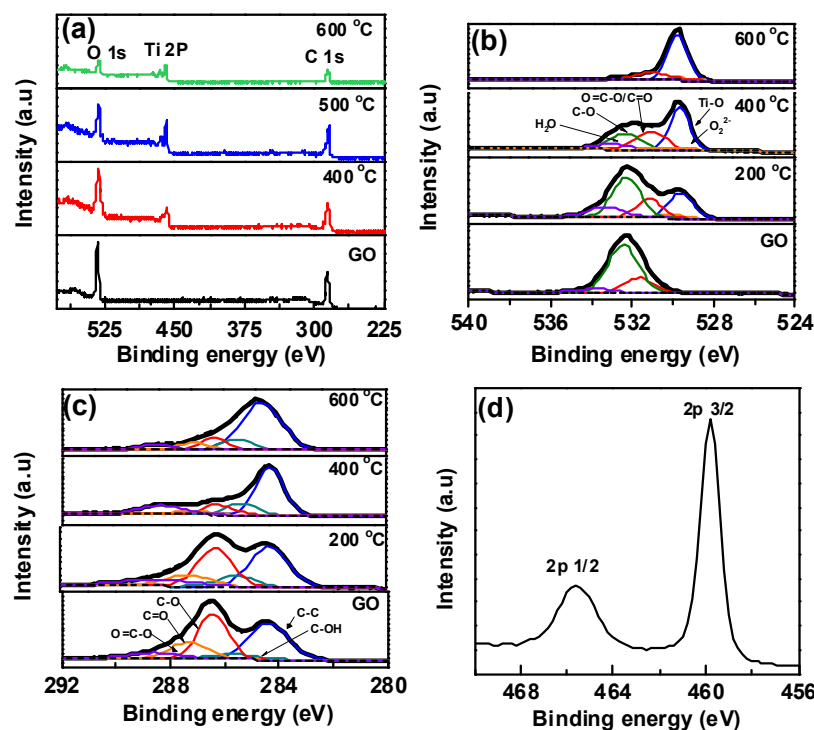 (a)
600 °C
O 1s
Ti 2P
C 1s
500 °C
400 °C
GO
525 450 375 300 225
Binding energy (eV)
Intensity (a.u)
(b)
600 °C
O=C-O/C=O
400 °C
C-O
Ti-O
H₂O
O₂²⁻
200 °C
GO
540 536 532 528 524
Binding energy (eV)
Intensity (a.u)
(c)
600 °C
400 °C
200 °C
GO
C-O
C=O
C-C
O=C-O
C-OH
292 288 284 280
Binding energy (eV)
Intensity (a.u)
(d)
2p 3/2
2p 1/2
468 464 460 456
Binding energy (eV)
Intensity (a.u)